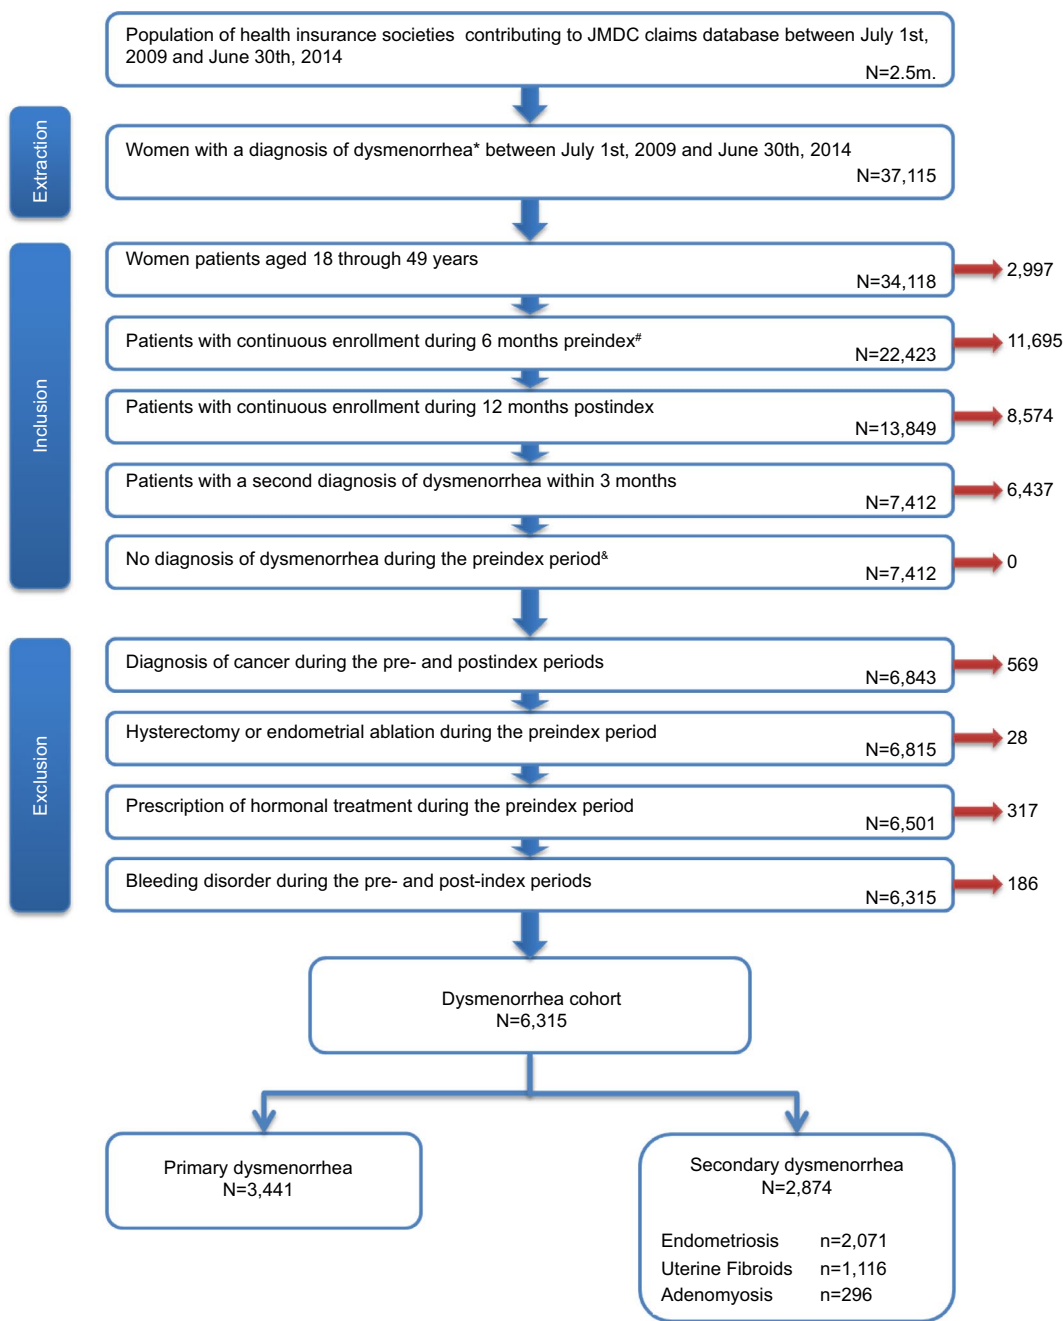 Population of health insurance societies contributing to JMDC claims database between July 1st,
2009 and June 30th, 2014
N=2.5m.
Extraction
Women with a diagnosis of dysmenorrhea* between July 1st, 2009 and June 30th, 2014
N=37,115
Inclusion
Women patients aged 18 through 49 years
N=34,118
2,997
Patients with continuous enrollment during 6 months preindex#
N=22,423
11,695
Patients with continuous enrollment during 12 months postindex
N=13,849
8,574
Patients with a second diagnosis of dysmenorrhea within 3 months
N=7,412
6,437
No diagnosis of dysmenorrhea during the preindex period&
N=7,412
0
Exclusion
Diagnosis of cancer during the pre- and postindex periods
N=6,843
569
Hysterectomy or endometrial ablation during the preindex period
N=6,815
28
Prescription of hormonal treatment during the preindex period
N=6,501
317
Bleeding disorder during the pre- and post-index periods
N=6,315
186
Dysmenorrhea cohort
N=6,315
Primary dysmenorrhea
N=3,441
Secondary dysmenorrhea
N=2,874
Endometriosis n=2,071
Uterine Fibroids n=1,116
Adenomyosis n=296